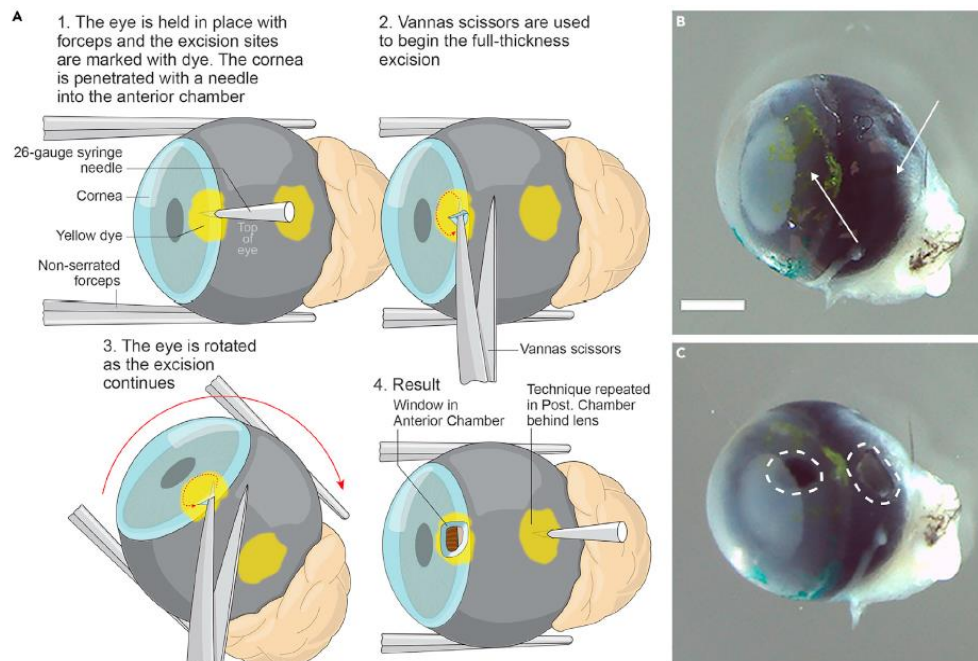 A
1. The eye is held in place with
forceps and the excision sites
are marked with dye. The cornea
is penetrated with a needle
into the anterior chamber
26-gauge syringe
needle
Cornea
Yellow dye
Non-serrated
forceps
Top
of
eye
2. Vannas scissors are used
to begin the full-thickness
excision
Vannas scissors
3. The eye is rotated
as the excision
continues
4. Result
Window in
Anterior Chamber
Technique repeated
in Post. Chamber
behind lens
B
C